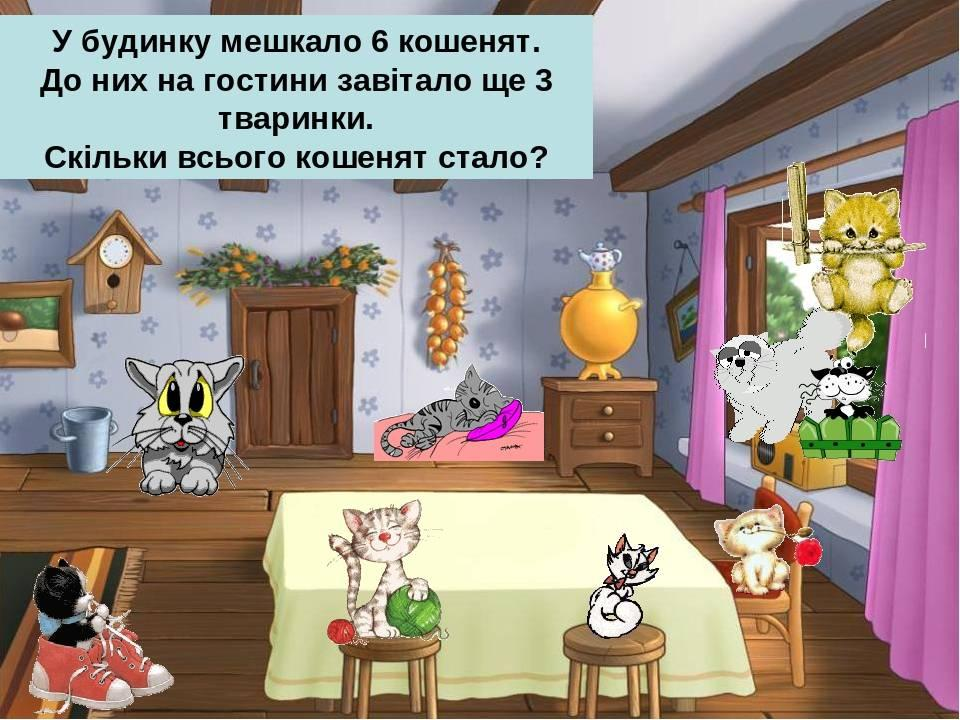 У будинку мешкало 6 кошенят.
До них на гостини завітало ще 3
тваринки.
Скільки всього кошенят стало?